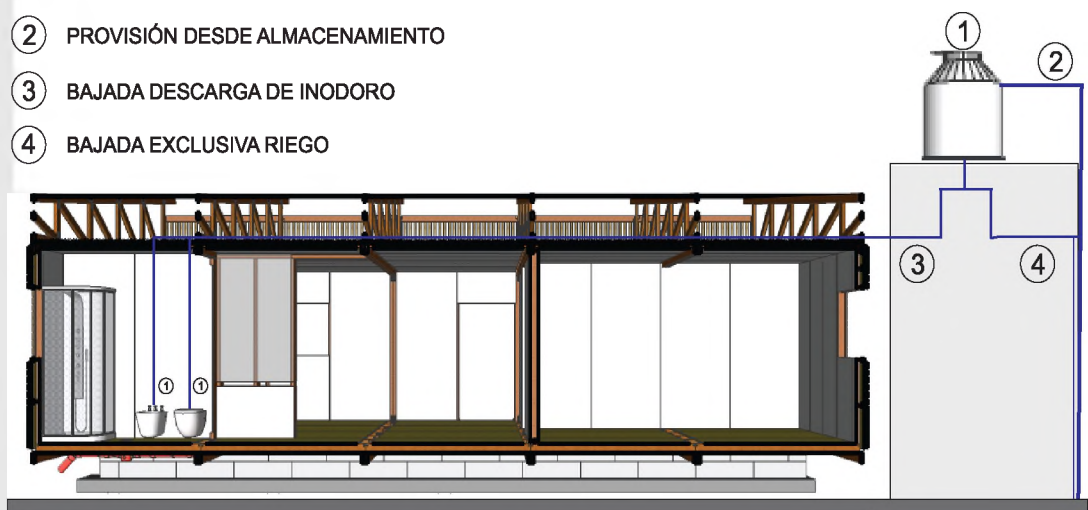 ② PROVISIÓN DESDE ALMACENAMIENTO
③ BAJADA DESCARGA DE INODORO
④ BAJADA EXCLUSIVA RIEGO
①
②
③
④
①
①